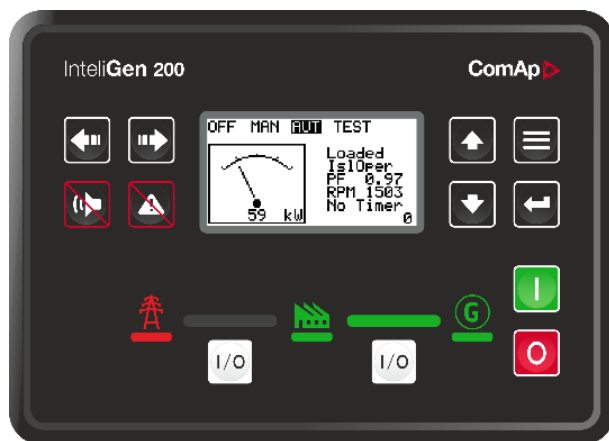 InteliGen 200
ComAp
OFF MAN AUT TEST
Loaded
IslOper
PF 0.97
RPM 1503
No Timer
0
59 kW
G
I
I/O
I/O
O